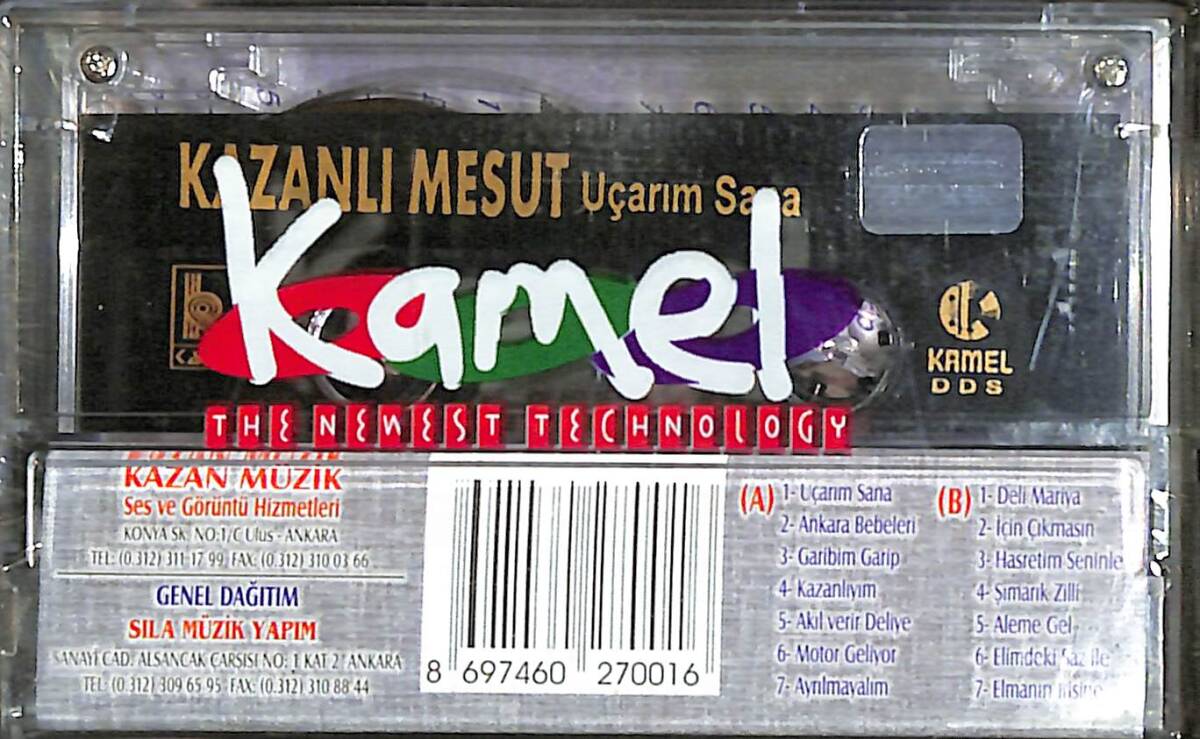 KAZANLI MESUT Uçarım Sana
Kamel
THE NEWEST TECHNOLOGY
KAMEL
DDS
KAZAN MÜZİK
Ses ve Görüntü Hizmetleri
KONYA SK. NO:1/C Ulus - ANKARA
TEL: (0.312) 311 17 99 FAX: (0.312) 310 03 66
GENEL DAĞITIM
SILA MÜZİK YAPIM
SANAYİ CAD. ALSANCAK ÇARŞISI NO: 1 KAT 2 ANKARA
TEL: (0.312) 309 65 95 FAX: (0.312) 310 88 44
8 697460 270016
(A) 1- Uçarım Sana
2- Ankara Bebeleri
3- Garibim Garip
4- Kazanlıyım
5- Akıl verir Deliye
6- Motor Geliyor
7- Ayrılmayalım
(B) 1- Deli Mariya
2- İçin Çıkmasın
3- Hasretim Seninle
4- Şımarık Zilli
5- Aleme Gel
6- Elimdeki Saz ile
7- Elmanın İrisine